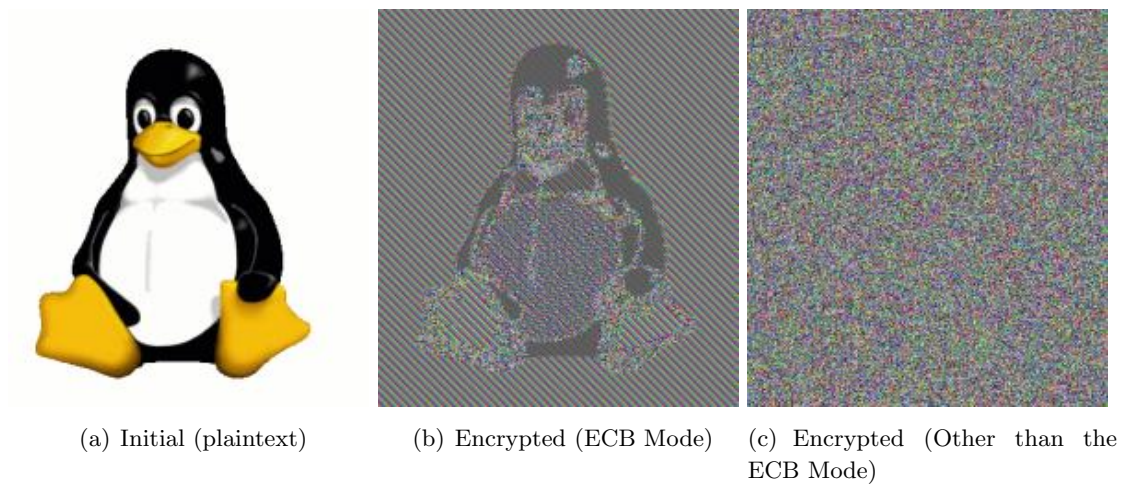 (a) Initial (plaintext)
(b) Encrypted (ECB Mode)
(c) Encrypted (Other than the
ECB Mode)